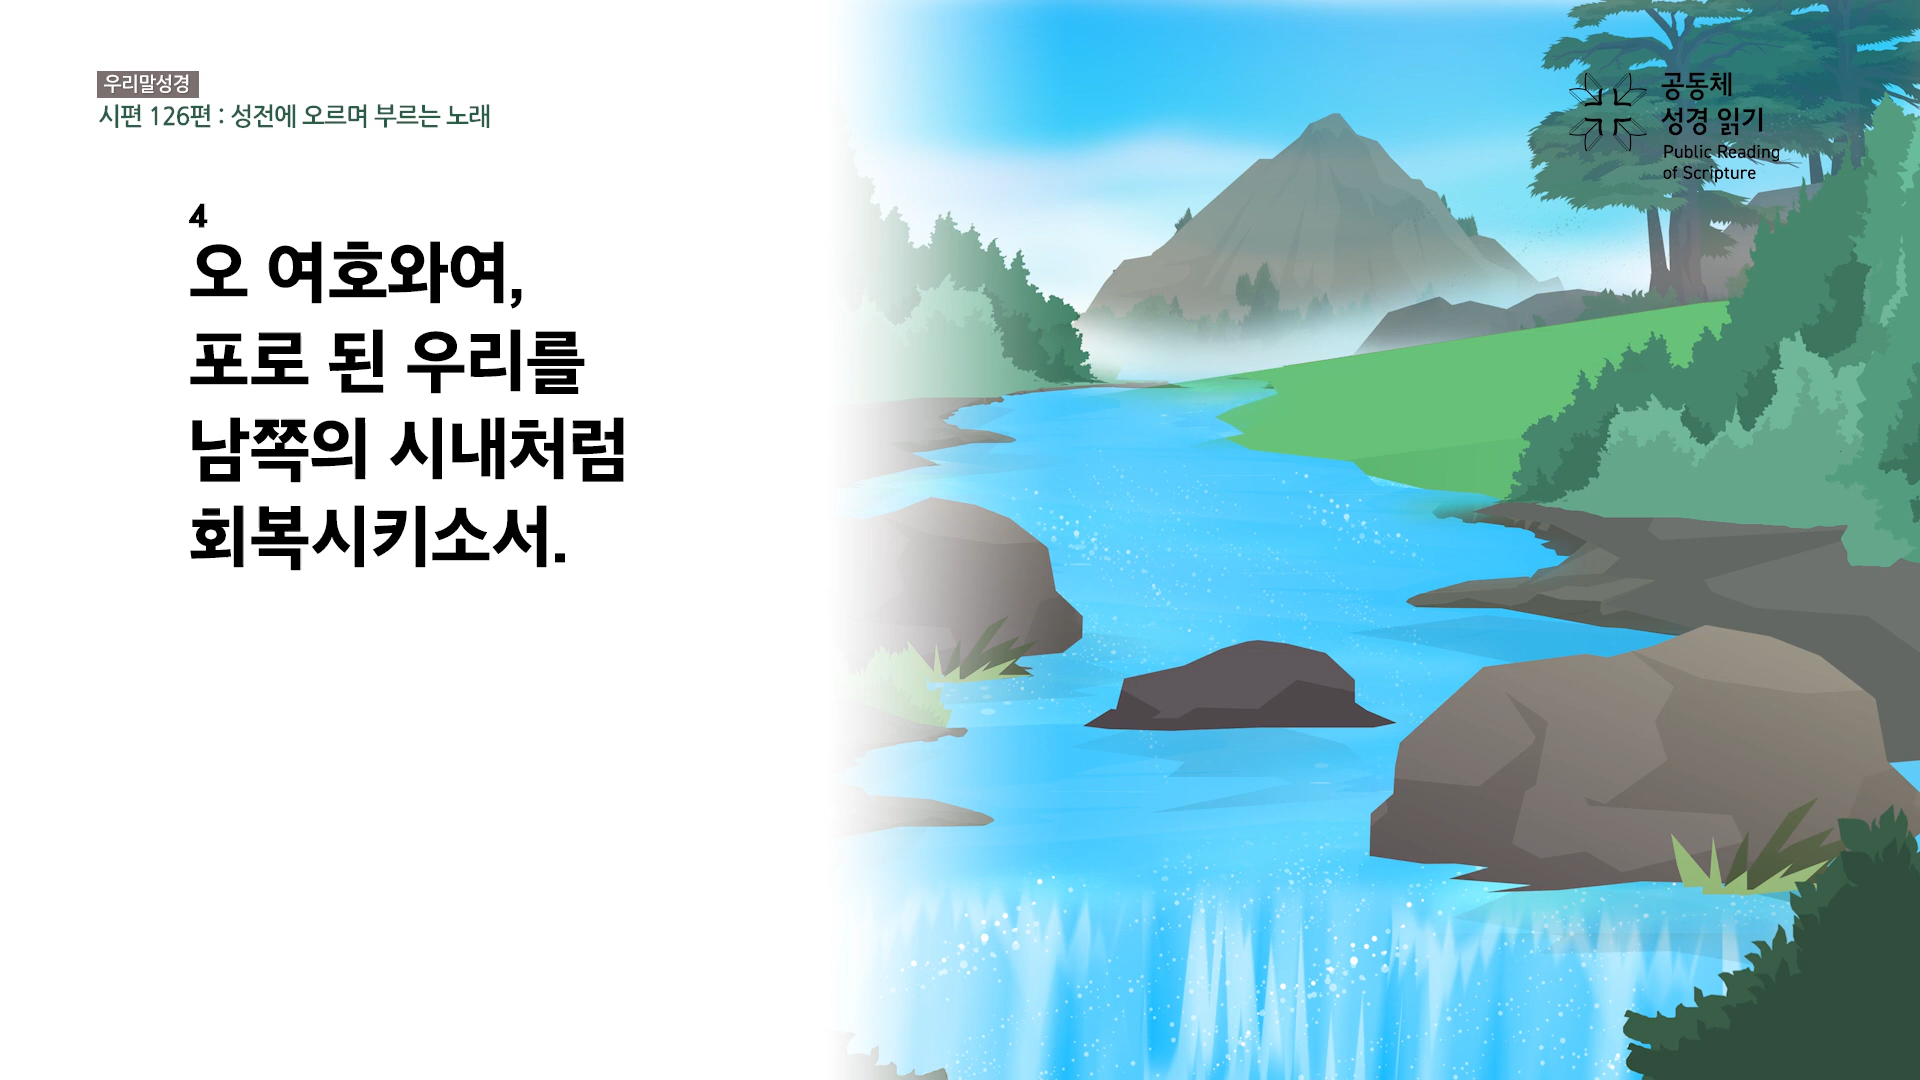 우리말성경
시편 126편 : 성전에 오르며 부르는 노래
공동체
성경 읽기
Public Reading
of Scripture
4
오 여호와여,
포로 된 우리를
남쪽의 시내처럼
회복시키소서.